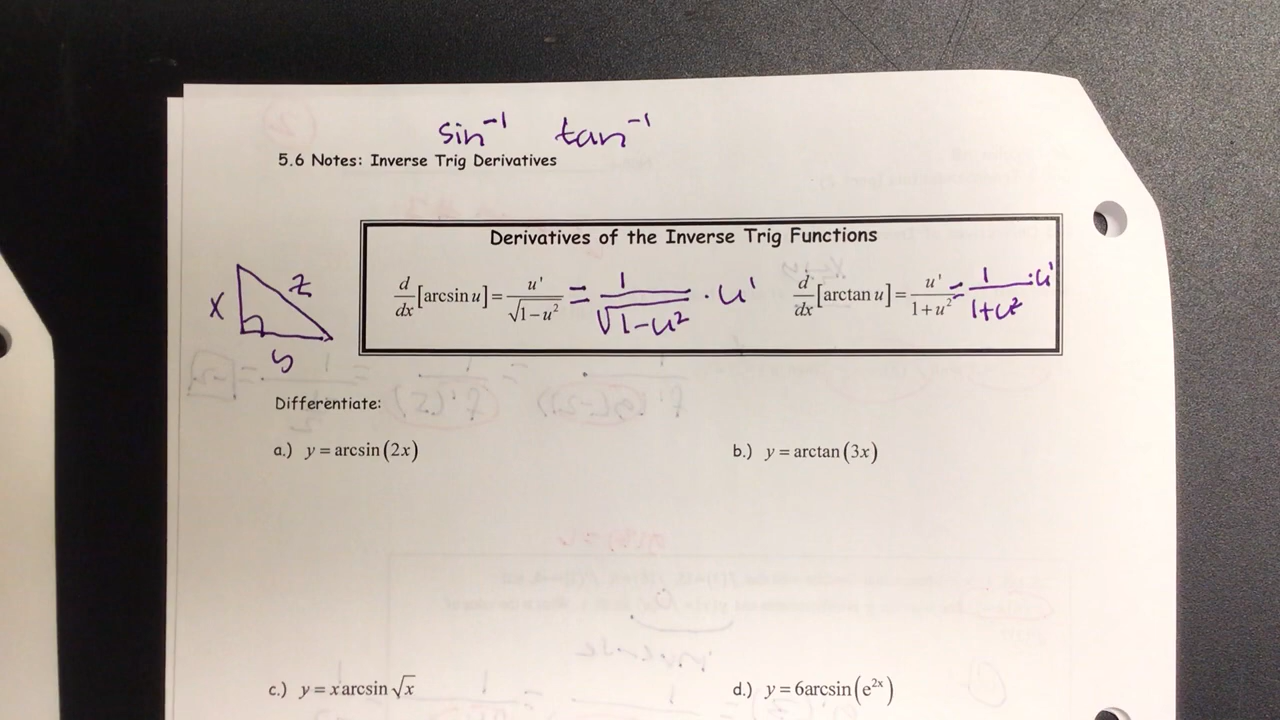 sin⁻¹ tan⁻¹
5.6 Notes: Inverse Trig Derivatives
Derivatives of the Inverse Trig Functions
x z y
d/dx [arcsin u] = u' / √(1−u²) = 1 / √(1−u²) · u' d/dx [arctan u] = u' / (1+u²) = 1 / (1+u²) · u'
Differentiate:
a.) y = arcsin(2x) b.) y = arctan(3x)
c.) y = x arcsin √x d.) y = 6arcsin(e²ˣ)